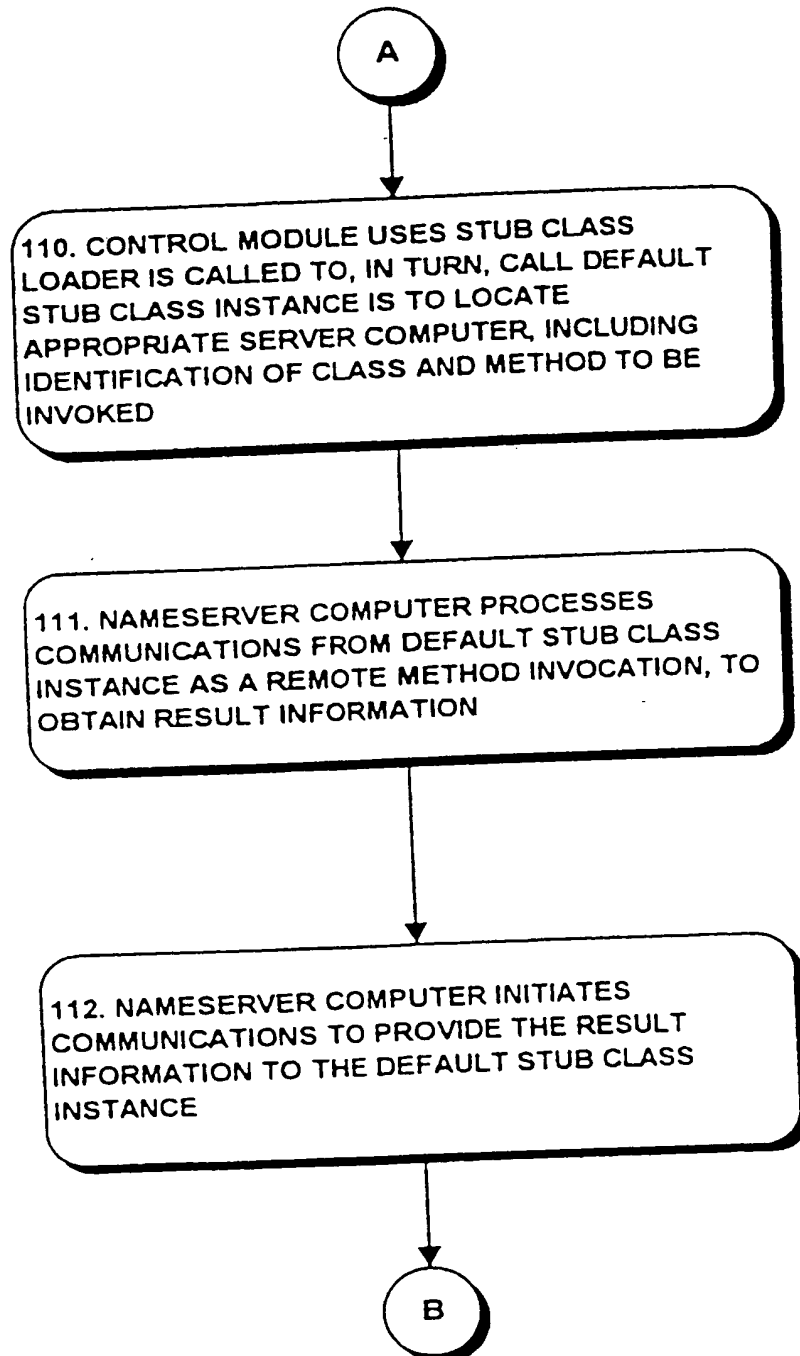 A
110. CONTROL MODULE USES STUB CLASS
LOADER IS CALLED TO, IN TURN, CALL DEFAULT
STUB CLASS INSTANCE IS TO LOCATE
APPROPRIATE SERVER COMPUTER, INCLUDING
IDENTIFICATION OF CLASS AND METHOD TO BE
INVOKED
111. NAMESERVER COMPUTER PROCESSES
COMMUNICATIONS FROM DEFAULT STUB CLASS
INSTANCE AS A REMOTE METHOD INVOCATION, TO
OBTAIN RESULT INFORMATION
112. NAMESERVER COMPUTER INITIATES
COMMUNICATIONS TO PROVIDE THE RESULT
INFORMATION TO THE DEFAULT STUB CLASS
INSTANCE
B